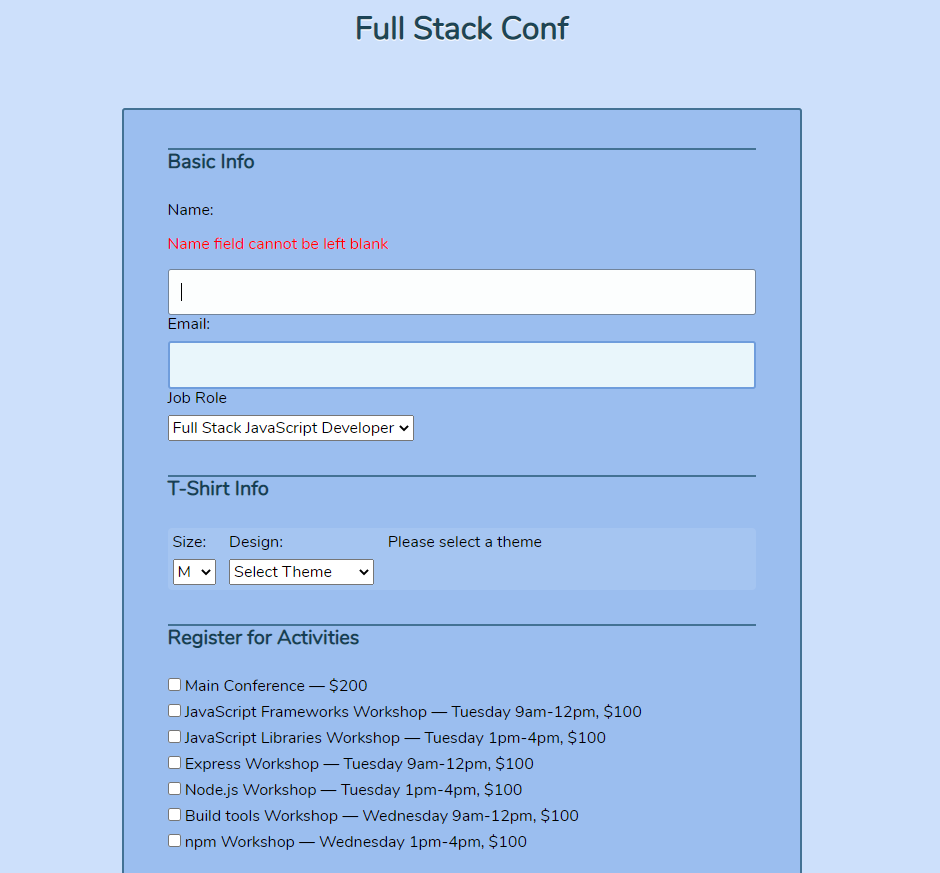 Full Stack Conf
Basic Info
Name:
Name field cannot be left blank
Email:
Job Role
Full Stack JavaScript Developer
T-Shirt Info
Size: Design: Please select a theme
M Select Theme
Register for Activities
Main Conference — $200
JavaScript Frameworks Workshop — Tuesday 9am-12pm, $100
JavaScript Libraries Workshop — Tuesday 1pm-4pm, $100
Express Workshop — Tuesday 9am-12pm, $100
Node.js Workshop — Tuesday 1pm-4pm, $100
Build tools Workshop — Wednesday 9am-12pm, $100
npm Workshop — Wednesday 1pm-4pm, $100